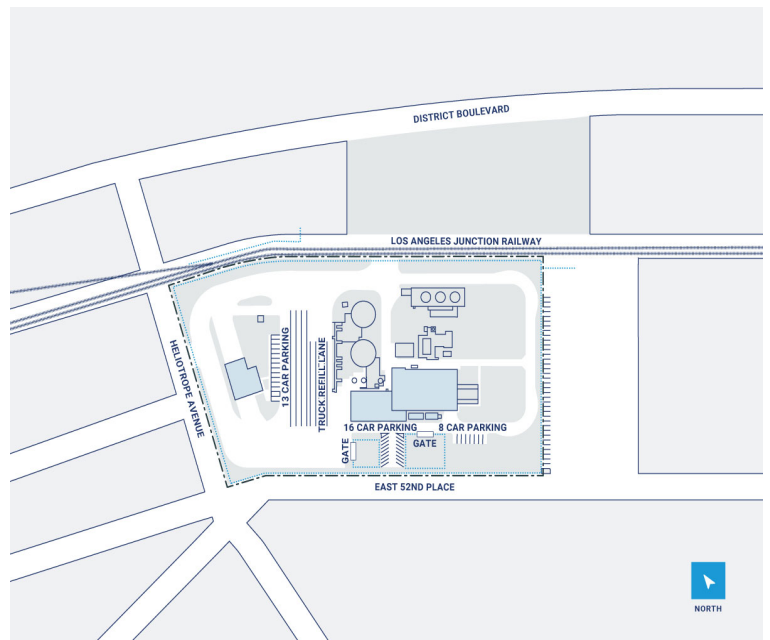 DISTRICT BOULEVARD
LOS ANGELES JUNCTION RAILWAY
HELIOTROPE AVENUE
13 CAR PARKING
TRUCK REFILL LANE
16 CAR PARKING
8 CAR PARKING
GATE
GATE
EAST 52ND PLACE
NORTH